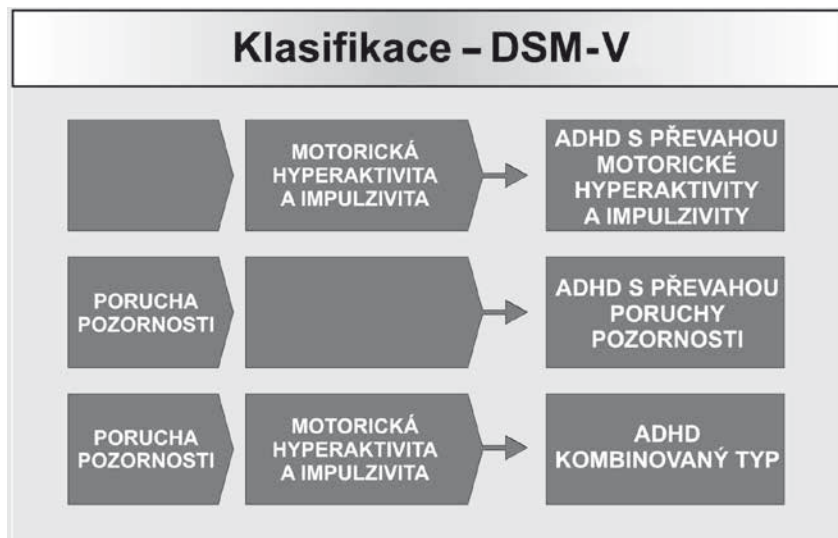 Klasifikace – DSM-V
MOTORICKÁ
HYPERAKTIVITA
A IMPULZIVITA
ADHD S PŘEVAHOU
MOTORICKÉ
HYPERAKTIVITY
A IMPULZIVITY
PORUCHA
POZORNOSTI
ADHD S PŘEVAHOU
PORUCHY
POZORNOSTI
PORUCHA
POZORNOSTI
MOTORICKÁ
HYPERAKTIVITA
A IMPULZIVITA
ADHD
KOMBINOVANÝ TYP